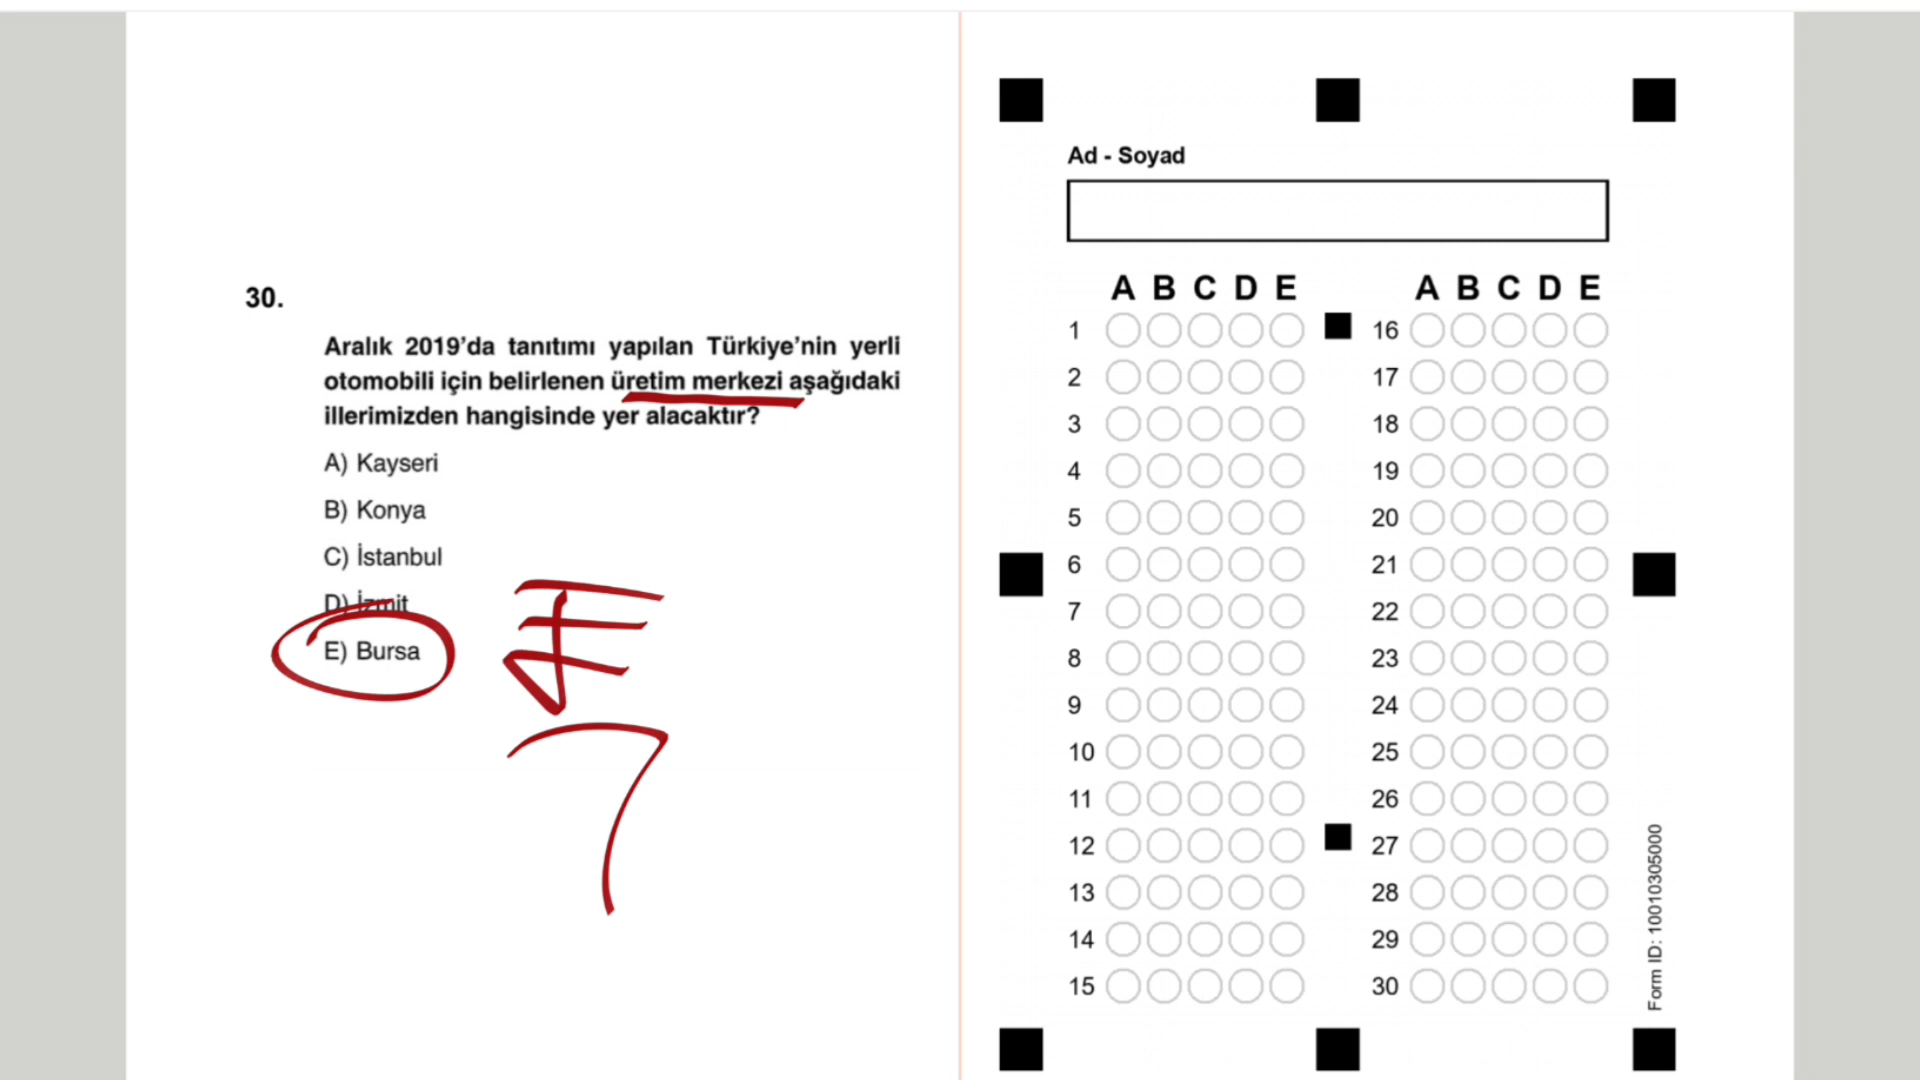 30.
Aralık 2019’da tanıtımı yapılan Türkiye’nin yerli
otomobili için belirlenen üretim merkezi aşağıdaki
illerimizden hangisinde yer alacaktır?
A) Kayseri
B) Konya
C) İstanbul
D) İzmit
E) Bursa
E
7
Ad - Soyad
A B C D E
1
2
3
4
5
6
7
8
9
10
11
12
13
14
15
A B C D E
16
17
18
19
20
21
22
23
24
25
26
27
28
29
30
Form ID: 10010305000